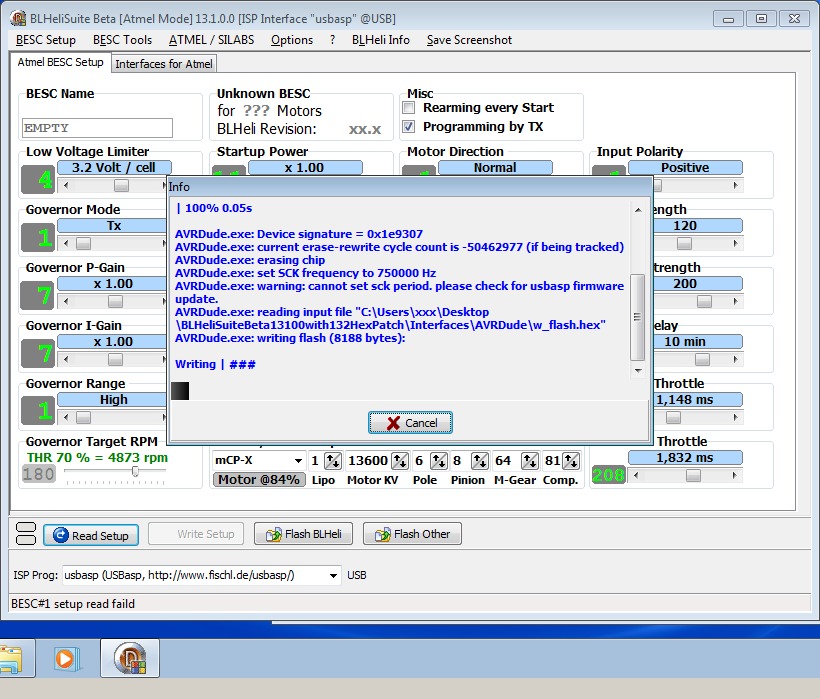 BLHeliSuite Beta [Atmel Mode] 13.1.0.0 [ISP Interface "usbasp" @USB]
BESC Setup BESC Tools ATMEL / SILABS Options ? BLHeli Info Save Screenshot
Atmel BESC Setup Interfaces for Atmel
BESC Name
EMPTY
Unknown BESC
for ??? Motors
BLHeli Revision: xx.x
Misc
Rearming every Start
Programming by TX
Low Voltage Limiter
4 3.2 Volt / cell
Startup Power
x 1.00
Motor Direction
Normal
Input Polarity
Positive
Governor Mode
1 Tx
ength
120
Governor P-Gain
7 x 1.00
trength
200
Governor I-Gain
7 x 1.00
elay
10 min
Governor Range
1 High
Throttle
1,148 ms
Governor Target RPM
THR 70 % = 4873 rpm
180
Throttle
1,832 ms
208
Info
| 100% 0.05s
AVRDude.exe: Device signature = 0x1e9307
AVRDude.exe: current erase-rewrite cycle count is -50462977 (if being tracked)
AVRDude.exe: erasing chip
AVRDude.exe: set SCK frequency to 750000 Hz
AVRDude.exe: warning: cannot set sck period. please check for usbasp firmware
update.
AVRDude.exe: reading input file "C:\Users\xxx\Desktop
\BLHeliSuiteBeta13100with132HexPatch\Interfaces\AVRDude\w_flash.hex"
AVRDude.exe: writing flash (8188 bytes):
Writing | ###
Cancel
mCP-X 1 13600 6 8 64 81
Motor @84% Lipo Motor KV Pole Pinion M-Gear Comp.
Read Setup Write Setup Flash BLHeli Flash Other
ISP Prog: usbasp (USBasp, http://www.fischl.de/usbasp/) USB
BESC#1 setup read faild